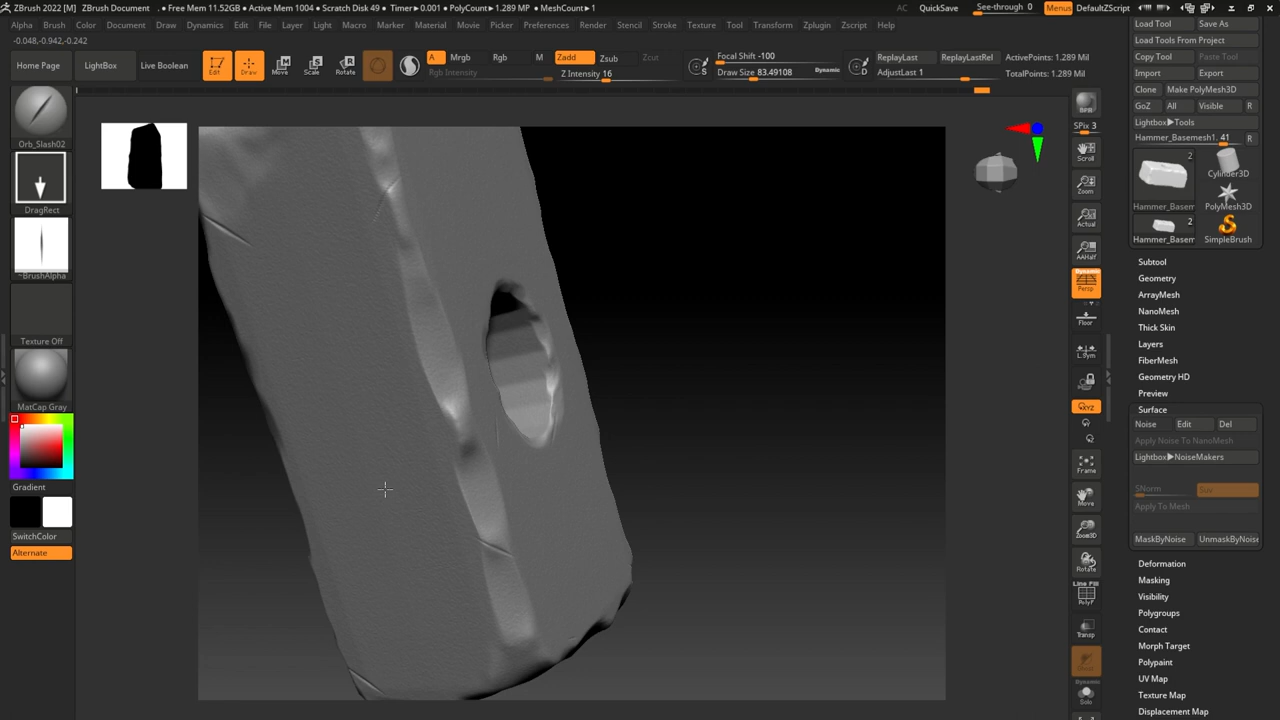 ZBrush 2022 [M] ZBrush Document . • Free Mem 11.52GB • Active Mem 1004 • Scratch Disk 49 • Timer▶0.001 • PolyCount▶1.289 MP • MeshCount▶1 AC QuickSave See-through 0 Menus DefaultZScript
Alpha Brush Color Document Draw Dynamics Edit File Layer Light Macro Marker Material Movie Picker Preferences Render Stencil Stroke Texture Tool Transform Zplugin Zscript Help
-0.048,-0.942,-0.242
Home Page LightBox Live Boolean Edit Draw Move Scale Rotate A Mrgb Rgb M Zadd Zsub Zcut
Rgb Intensity Z Intensity 16
Focal Shift -100
Draw Size 83.49108 Dynamic
ReplayLast ReplayLastRel
AdjustLast 1
ActivePoints: 1.289 Mil
TotalPoints: 1.289 Mil
Orb_Slash02
DragRect
~BrushAlpha
Texture Off
MatCap Gray
Gradient
SwitchColor
Alternate
BPR
SPix 3
Scroll
Zoom
Actual
AAHalf
Dynamic
Persp
Floor
L.Sym
XYZ
Frame
Move
Zoom3D
Rotate
Line Fill
PolyF
Transp
Dynamic
Solo
Load Tool Save As
Load Tools From Project
Copy Tool Paste Tool
Import Export
Clone Make PolyMesh3D
GoZ All Visible R
Lightbox▶Tools
Hammer_Basemesh1. 41 R
2
Cylinder3D
Hammer_Basem PolyMesh3D
2
Hammer_Basem SimpleBrush
Subtool
Geometry
ArrayMesh
NanoMesh
Thick Skin
Layers
FiberMesh
Geometry HD
Preview
Surface
Noise Edit Del
Apply Noise To NanoMesh
Lightbox▶NoiseMakers
SNorm Suv
Apply To Mesh
MaskByNoise UnmaskByNoise
Deformation
Masking
Visibility
Polygroups
Contact
Morph Target
Polypaint
UV Map
Texture Map
Displacement Map